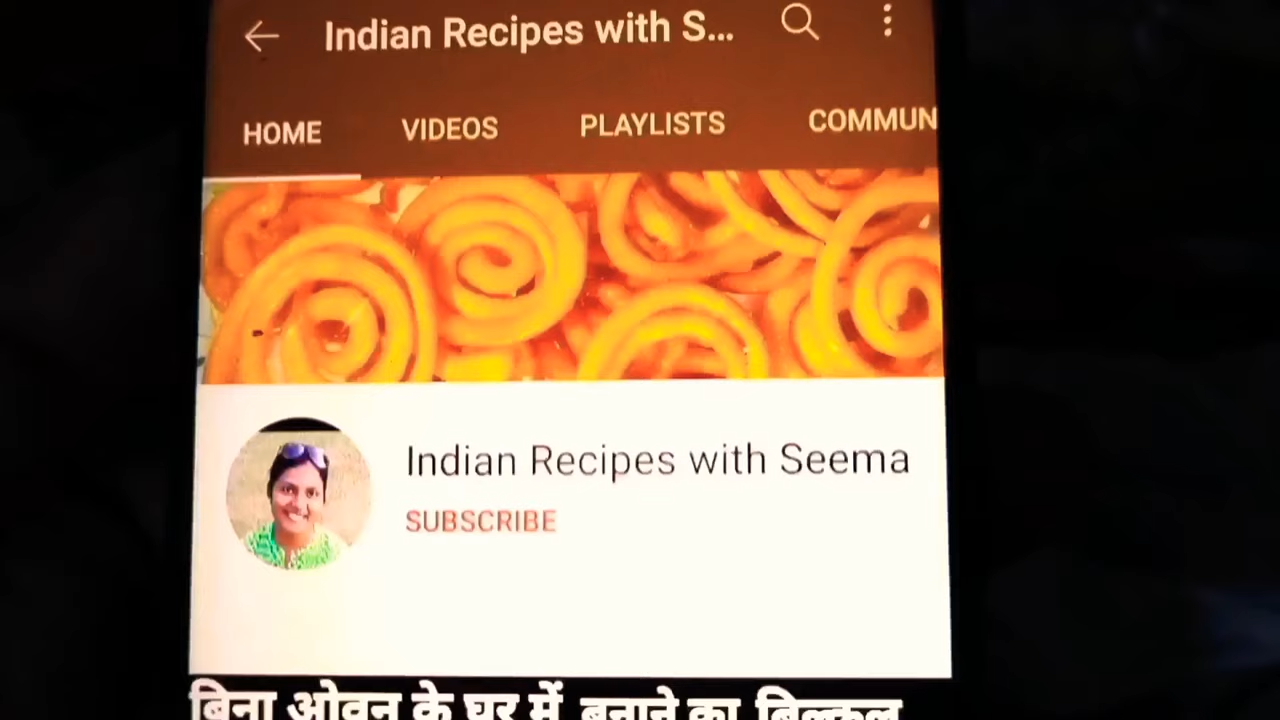 Indian Recipes with S...
HOME VIDEOS PLAYLISTS COMMUN
Indian Recipes with Seema
SUBSCRIBE
बिना ओवन के घर में बनाने का बिल्कुल